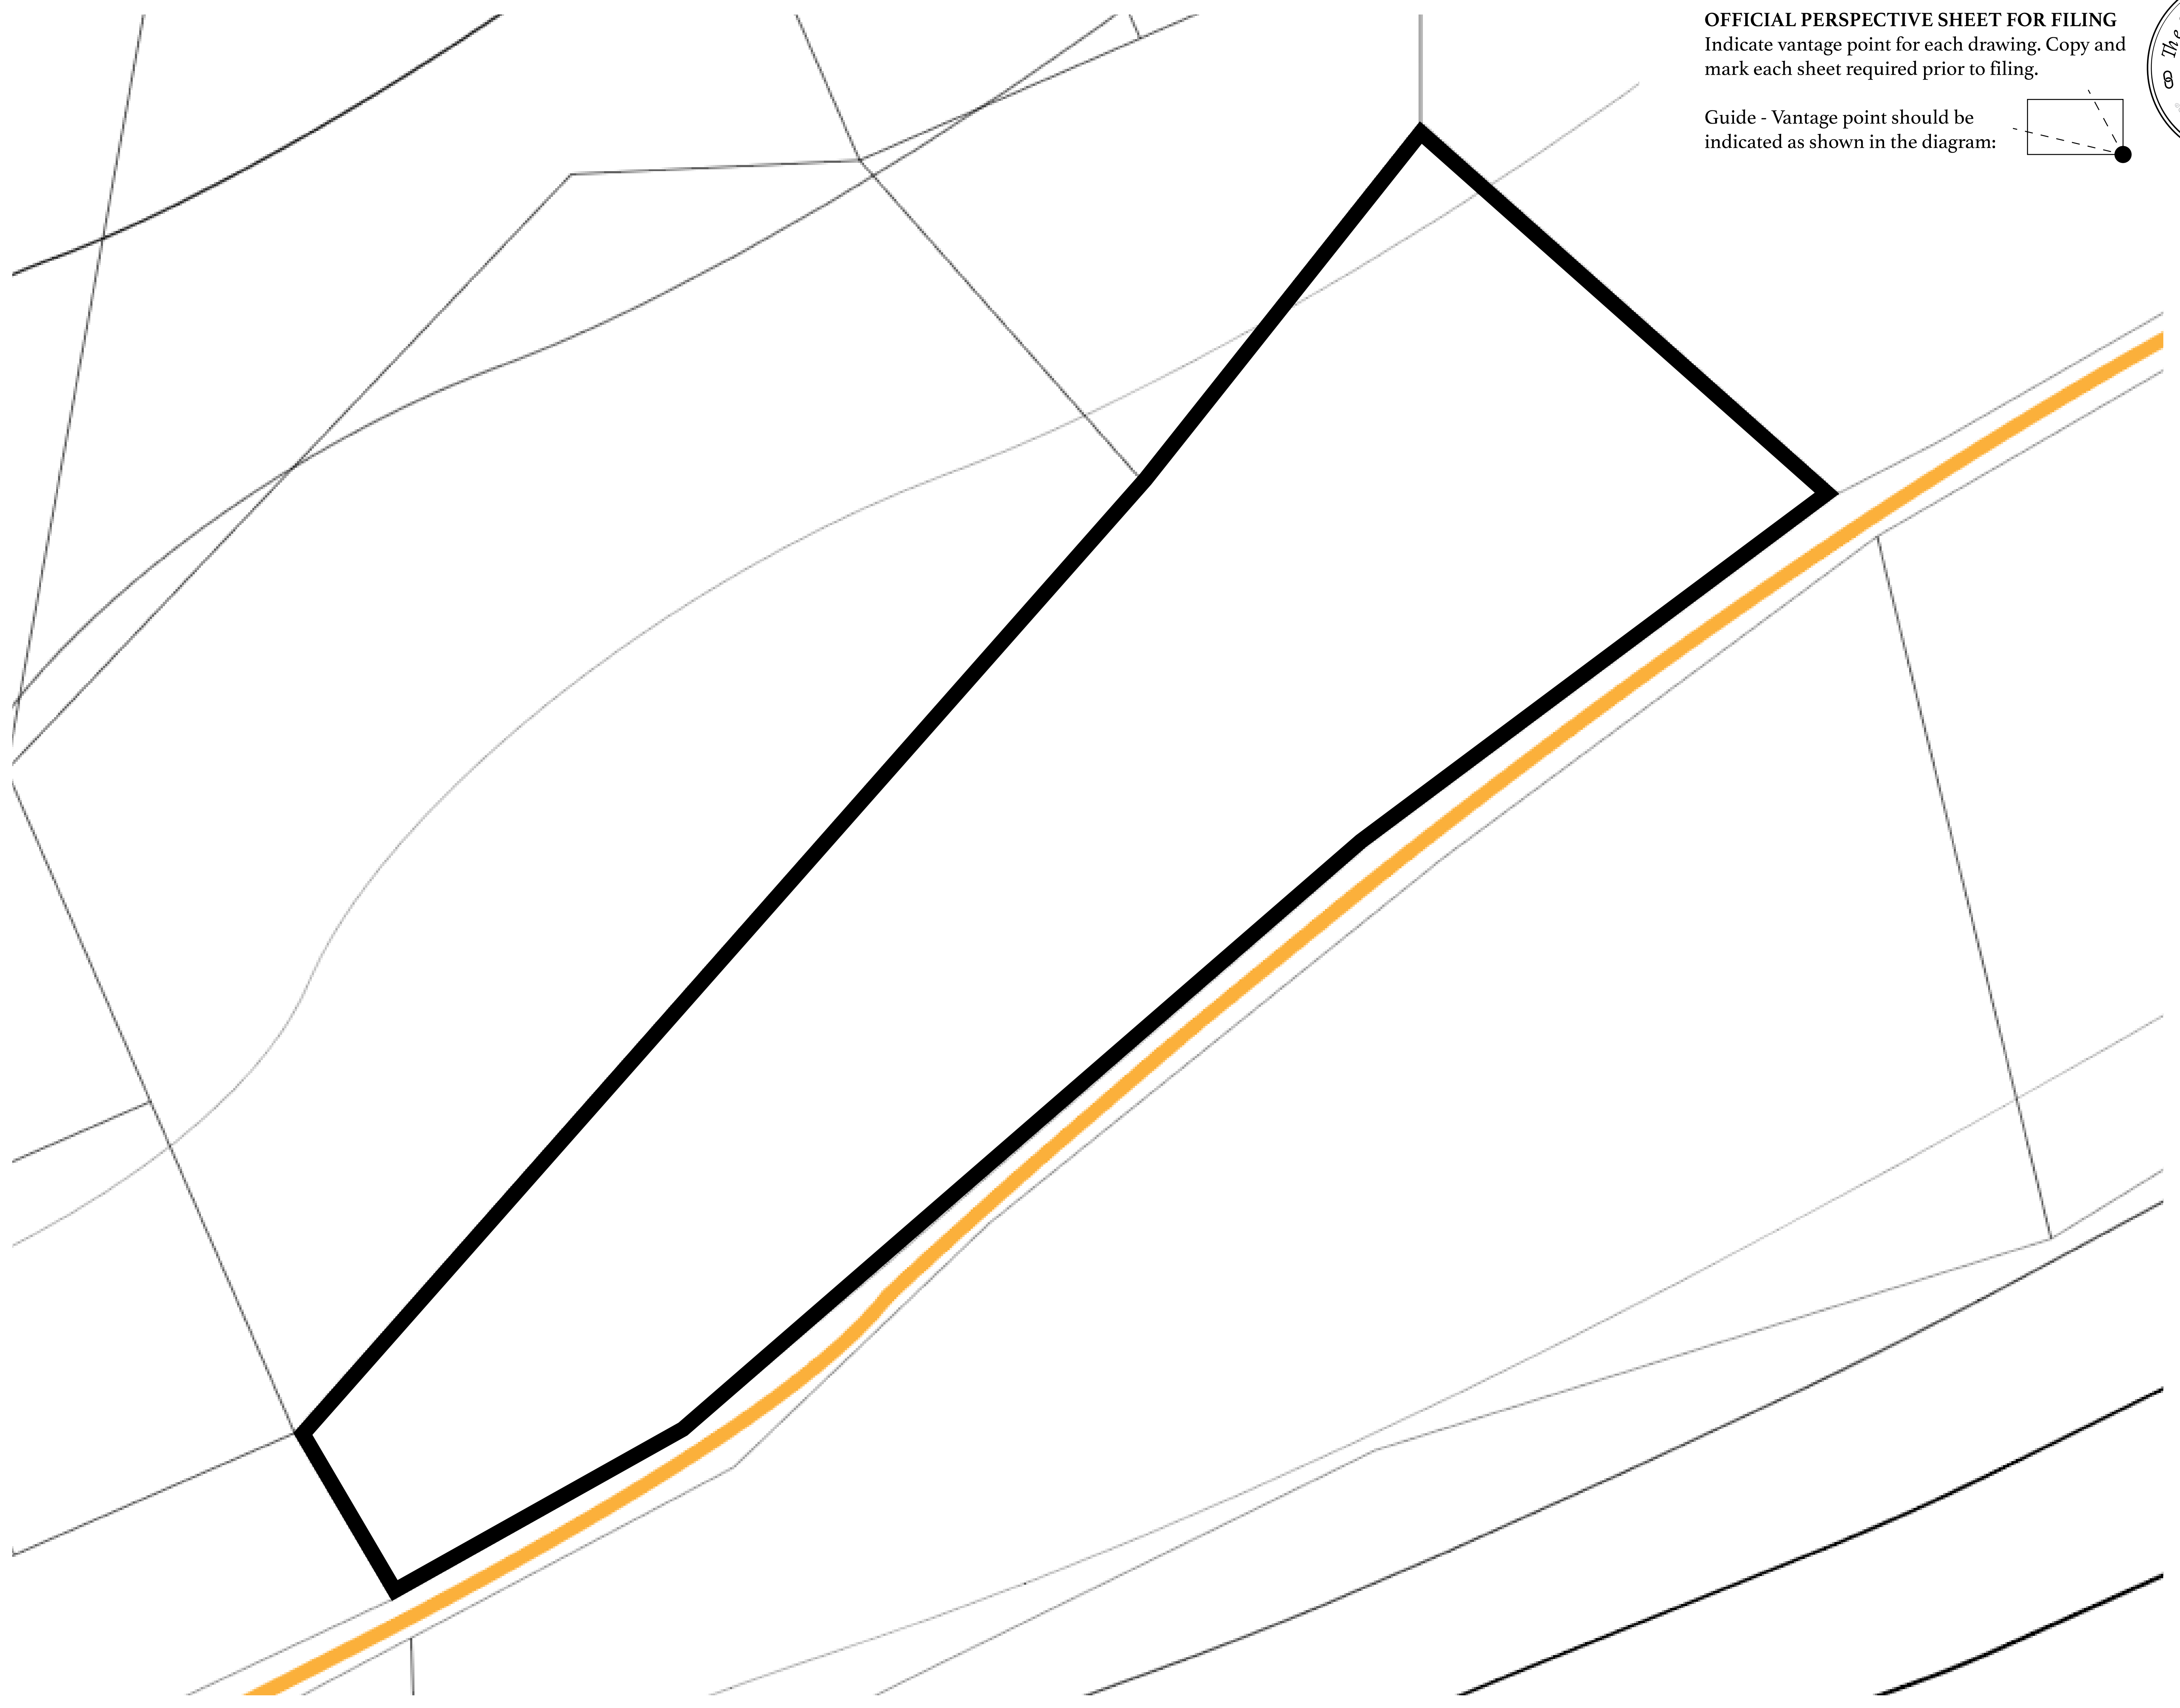 OFFICIAL PERSPECTIVE SHEET FOR FILING
Indicate vantage point for each drawing. Copy and
mark each sheet required prior to filing.
Guide - Vantage point should be
indicated as shown in the diagram:
The